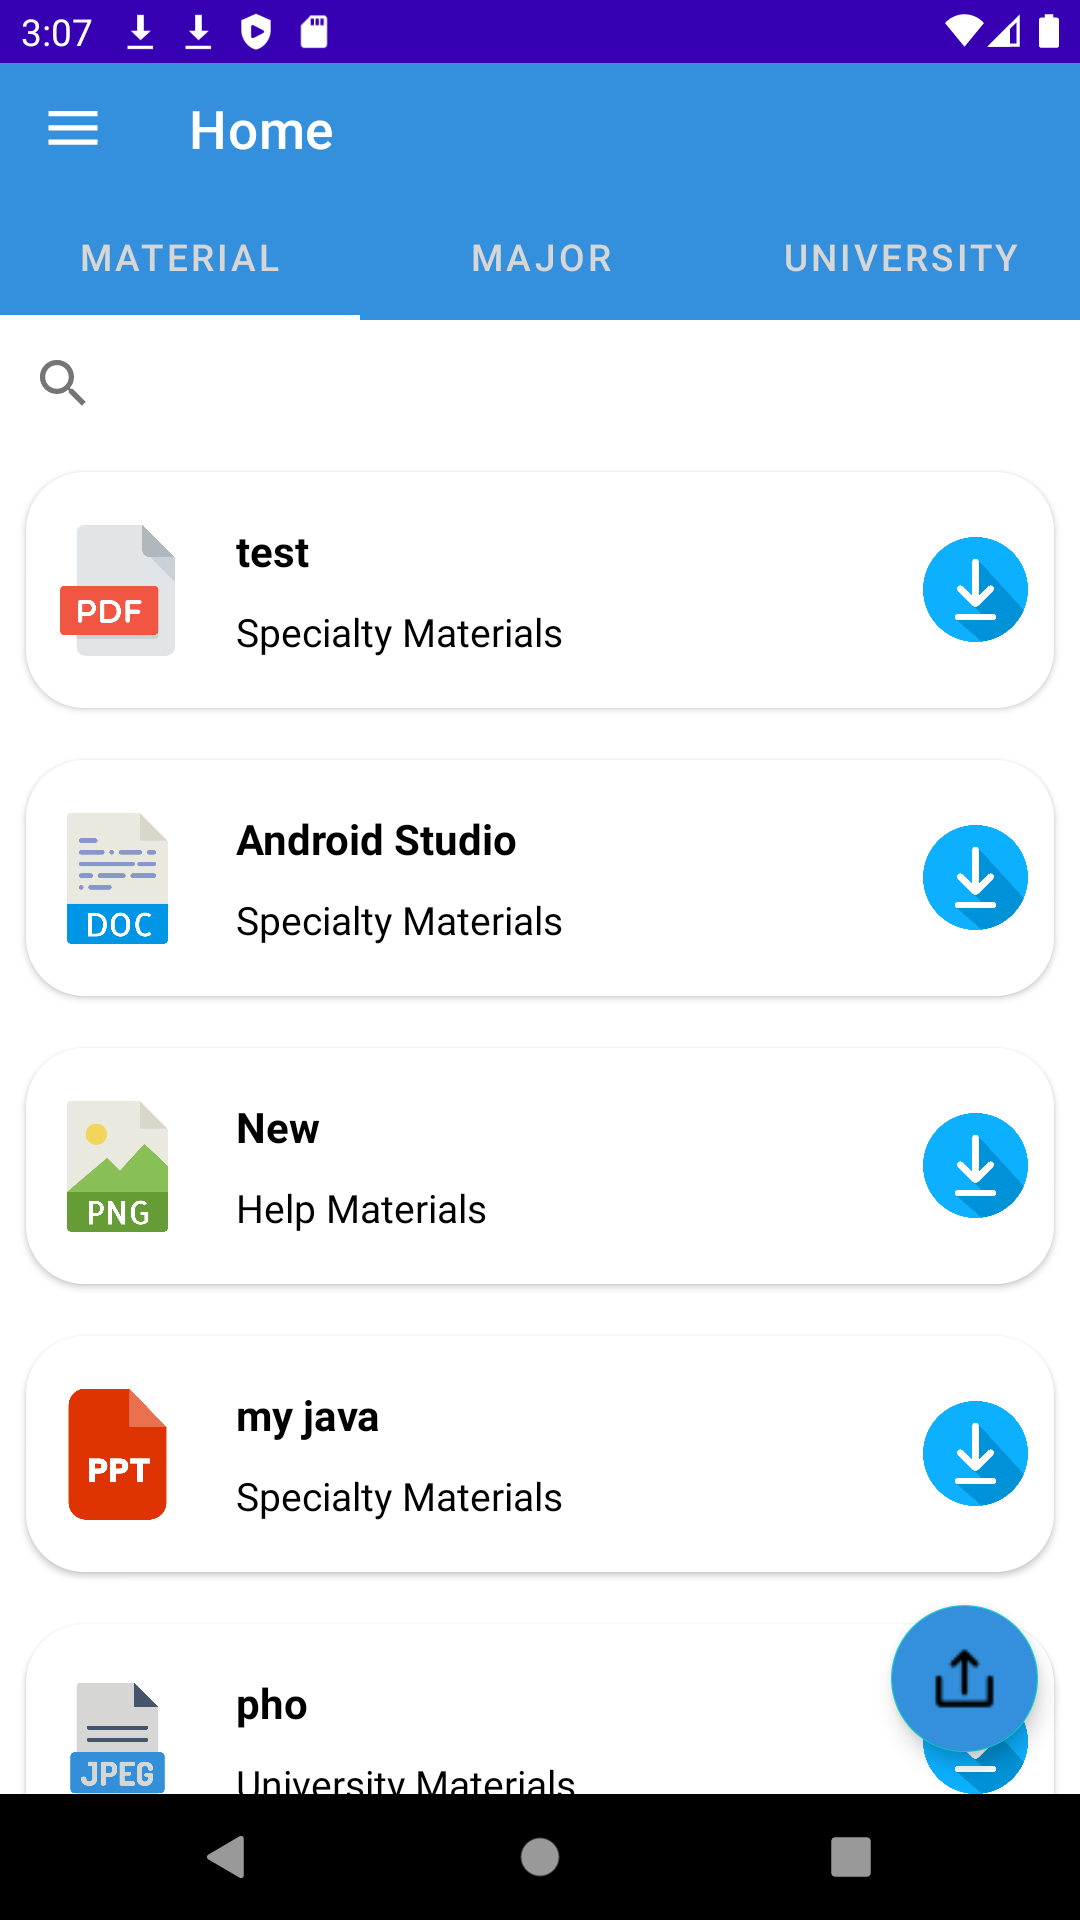 3:07
Home
MATERIAL MAJOR UNIVERSITY
test
PDF
Specialty Materials
Android Studio
DOC
Specialty Materials
New
PNG
Help Materials
my java
PPT
Specialty Materials
pho
JPEG
University Materials